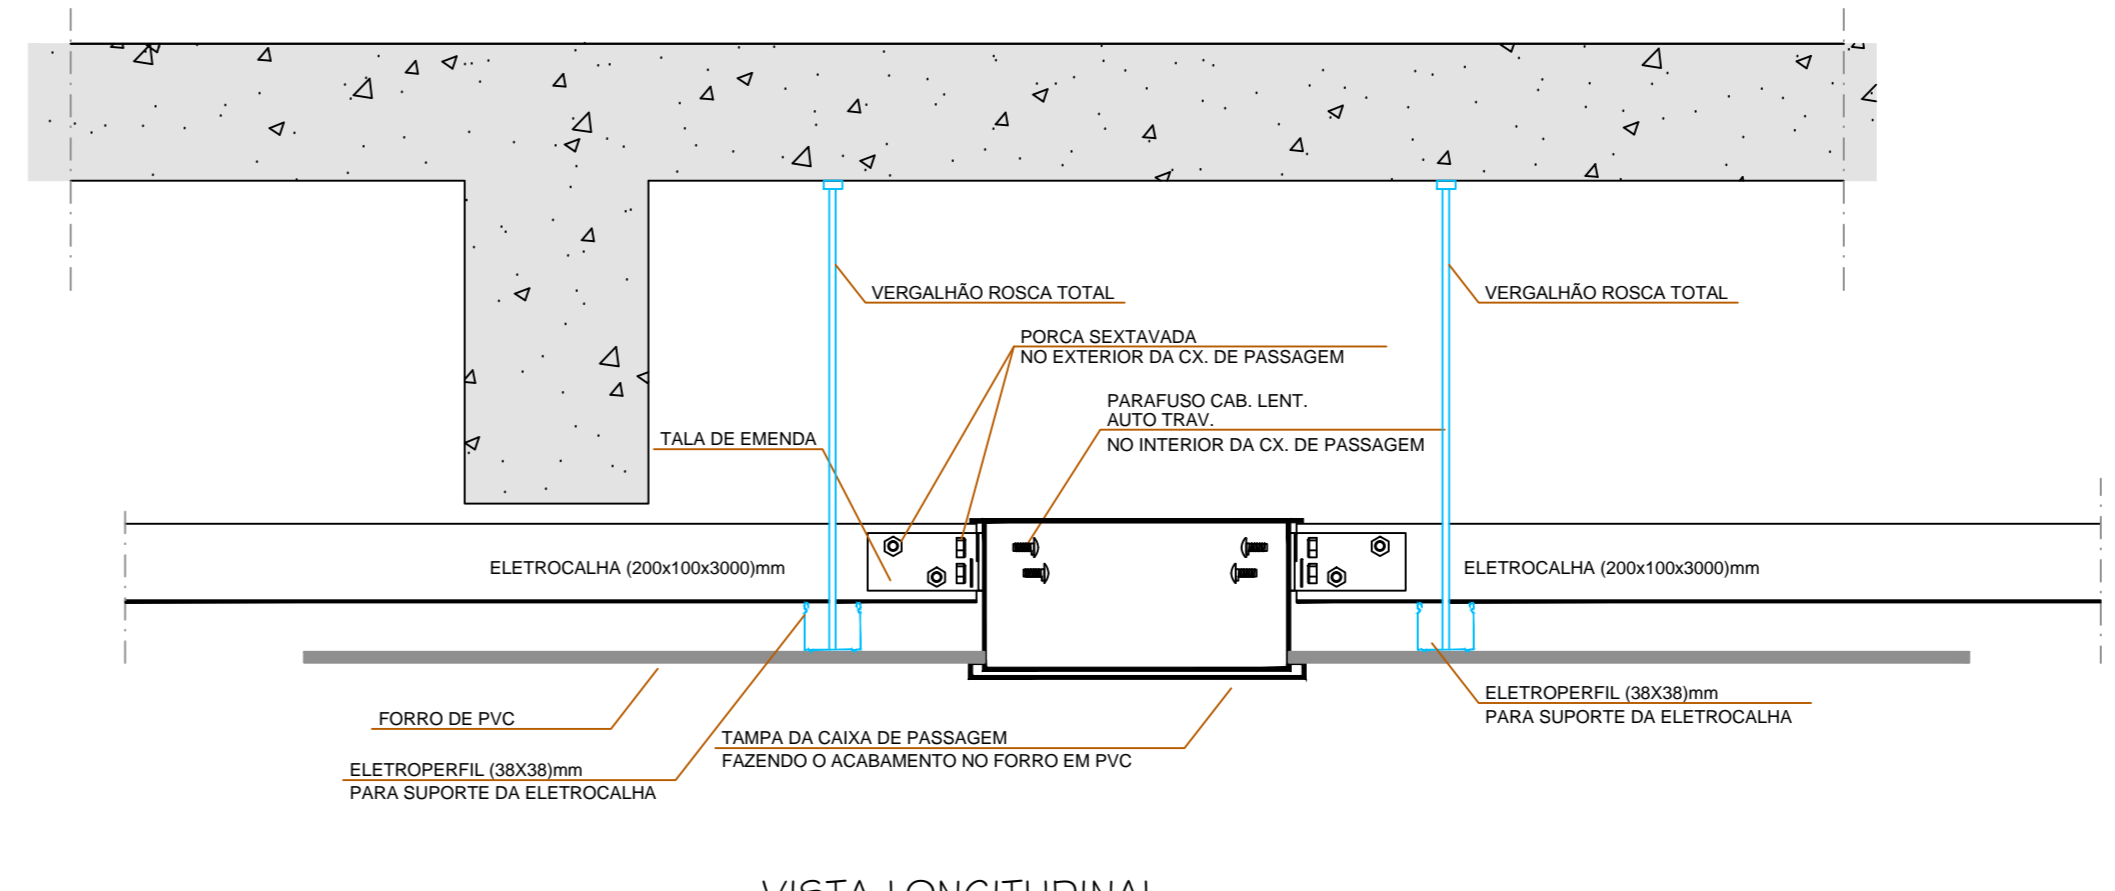 VERGALHÃO ROSCA TOTAL
VERGALHÃO ROSCA TOTAL
PORCA SEXTAVADA
NO EXTERIOR DA CX. DE PASSAGEM
PARAFUSO CAB. LENT.
AUTO TRAV.
NO INTERIOR DA CX. DE PASSAGEM
TALA DE EMENDA
ELETROCALHA (200x100x3000)mm
ELETROCALHA (200x100x3000)mm
FORRO DE PVC
ELETROPERFIL (38X38)mm
PARA SUPORTE DA ELETROCALHA
TAMPA DA CAIXA DE PASSAGEM
FAZENDO O ACABAMENTO NO FORRO EM PVC
ELETROPERFIL (38X38)mm
PARA SUPORTE DA ELETROCALHA
VISTA LONGITUDINAL